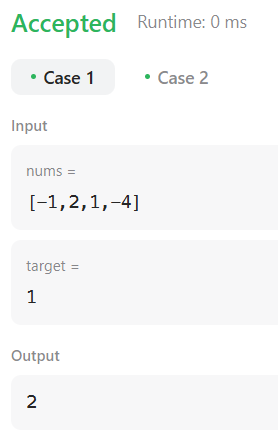 Accepted Runtime: 0 ms
• Case 1 • Case 2
Input
nums =
[-1,2,1,-4]
target =
1
Output
2